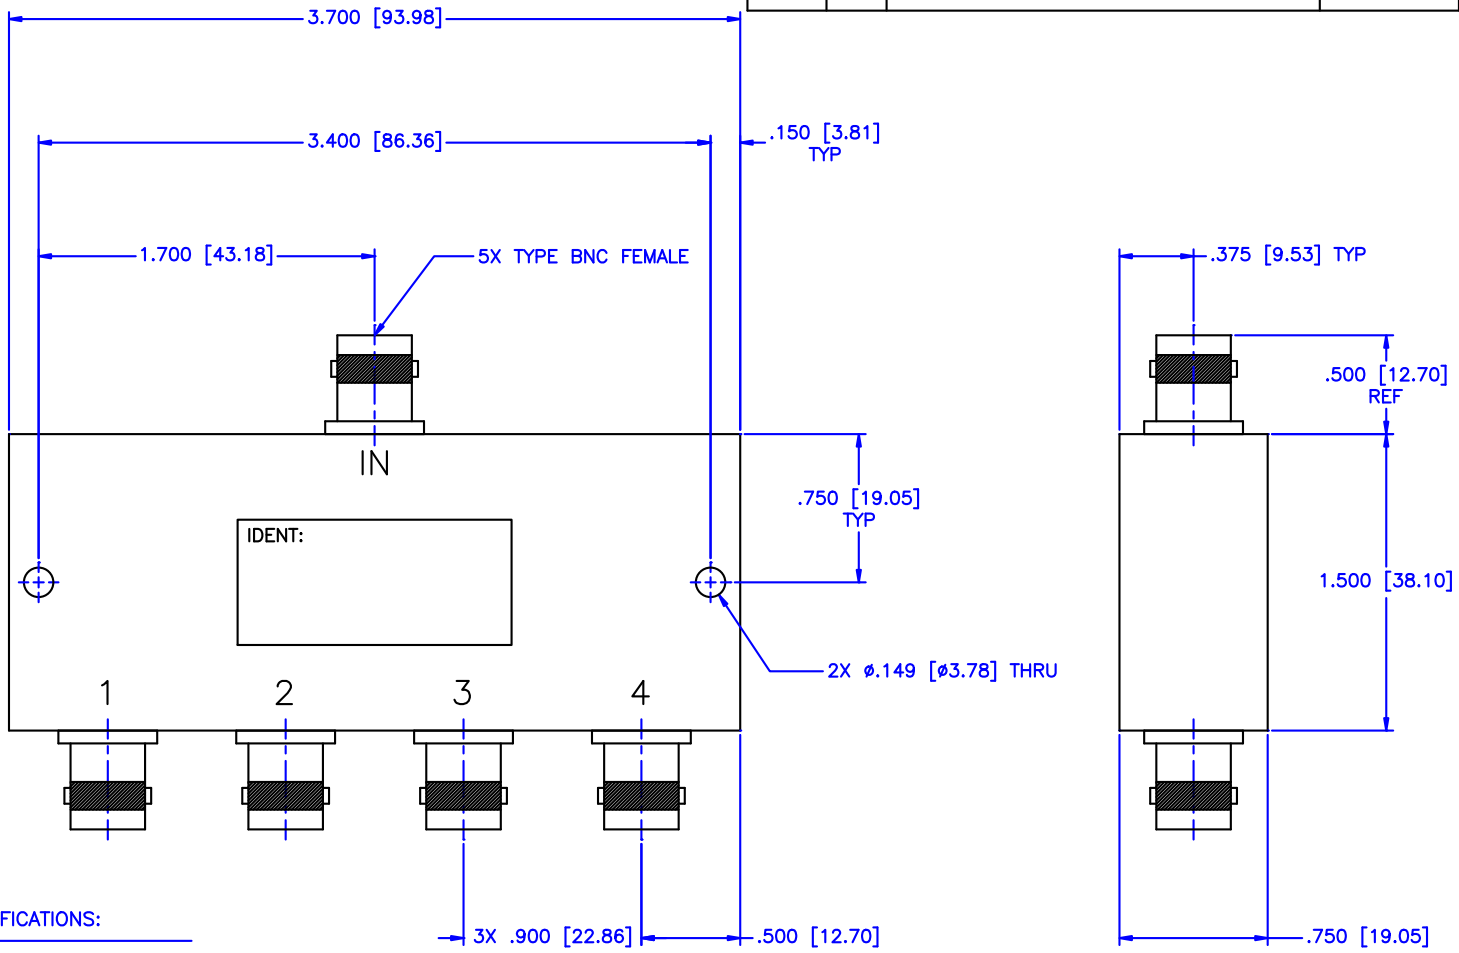 3.700 [93.98]
3.400 [86.36]
.150 [3.81]
TYP
1.700 [43.18]
5X TYPE BNC FEMALE
.375 [9.53] TYP
.500 [12.70]
REF
IN
.750 [19.05]
TYP
IDENT:
1.500 [38.10]
2X ø.149 [ø3.78] THRU
1 2 3 4
FICATIONS:
3X .900 [22.86]
.500 [12.70]
.750 [19.05]